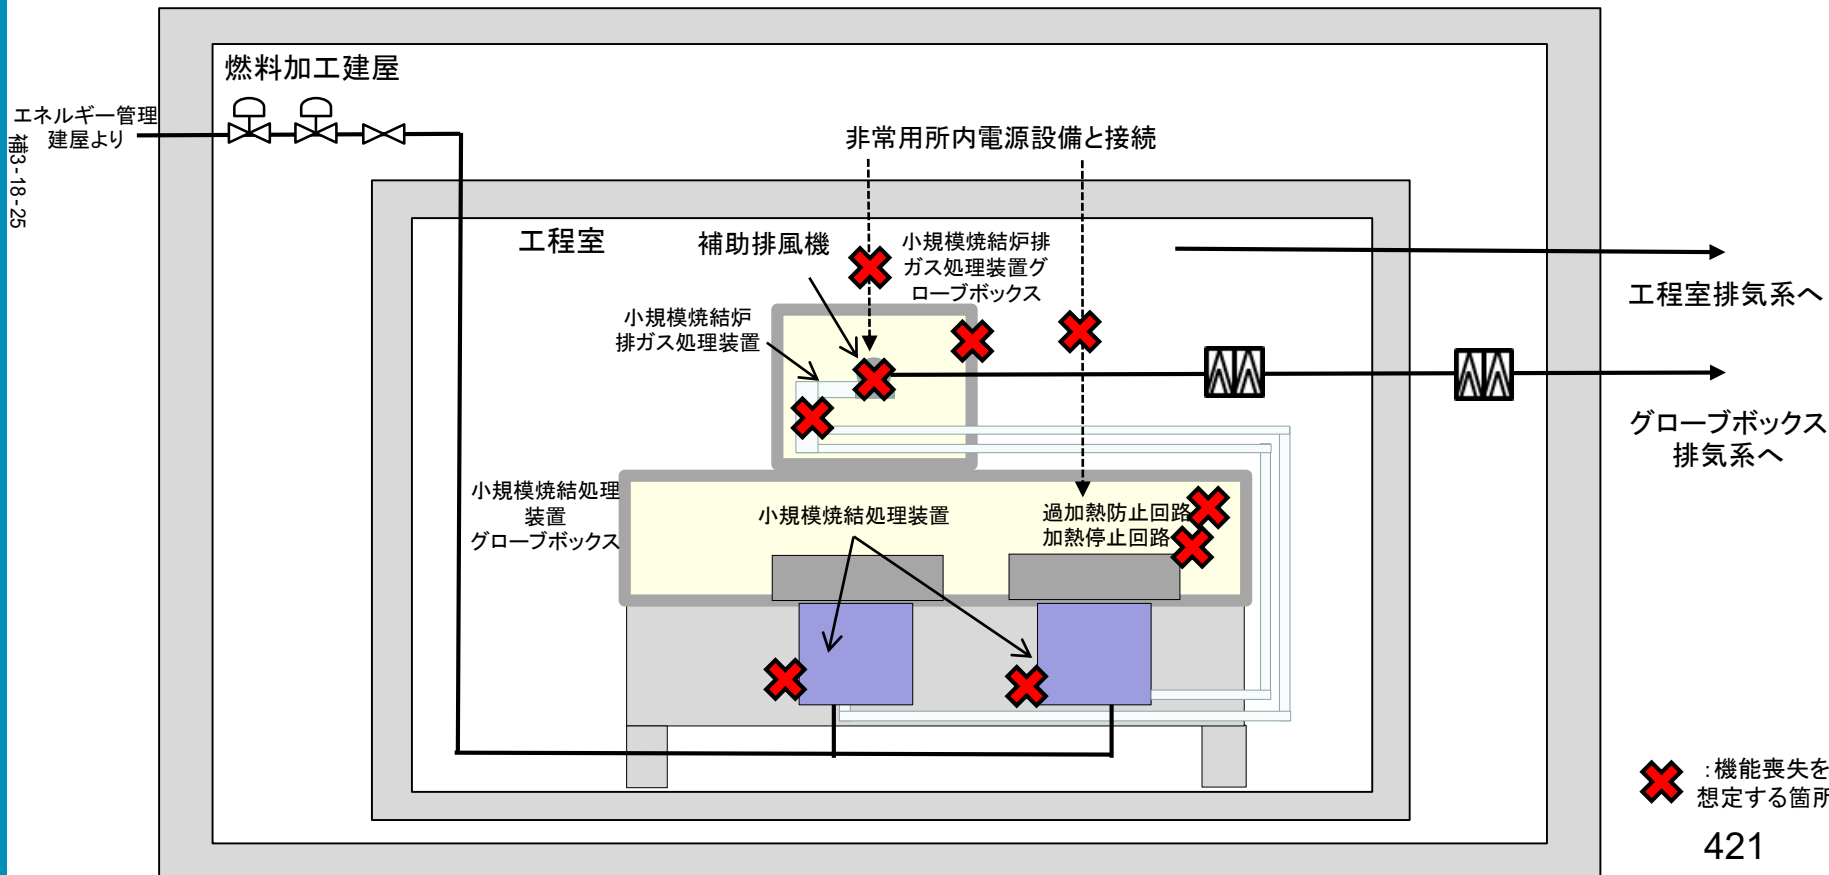 燃料加工建屋
エネルギー管理
建屋より
補3-18-25
非常用所内電源設備と接続
工程室
補助排風機
小規模焼結炉排
ガス処理装置グ
ローブボックス
小規模焼結炉
排ガス処理装置
工程室排気系へ
グローブボックス
排気系へ
小規模焼結処理
装置
グローブボックス
小規模焼結処理装置
過加熱防止回路
加熱停止回路
:機能喪失を
想定する箇所
421